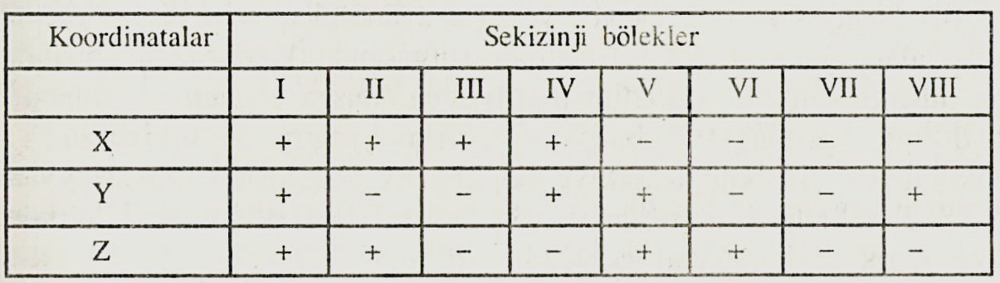 Koordinatalar Sekizinji bölekler
I II III IV V VI VII VIII
X + + + + − − − −
Y + − − + + − − +
Z + + − − + + − −